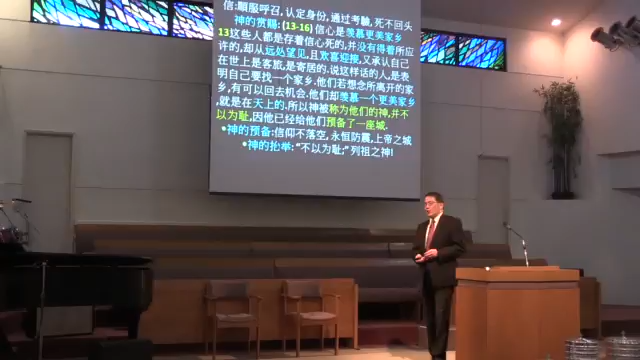 信:顺服呼召, 认定身份, 通过考验, 死不回头
神的赏赐: (13-16) 信心是羡慕更美家乡
13这些人都是存着信心死的,并没有得着所应
许的, 却从远处望见,且欢喜迎接,又承认自己
在世上是客旅,是寄居的.说这样话的人,是表
明自己要找一个家乡.他们若想念所离开的家
乡,有可以回去机会.他们却羡慕一个更美家乡
,就是在天上的.所以神被称为他们的神,并不
以为耻,因他已经给他们预备了一座城.
•神的预备:信仰不落空, 永恒防震,上帝之城
•神的抬举: “不以为耻;” 列祖之神!